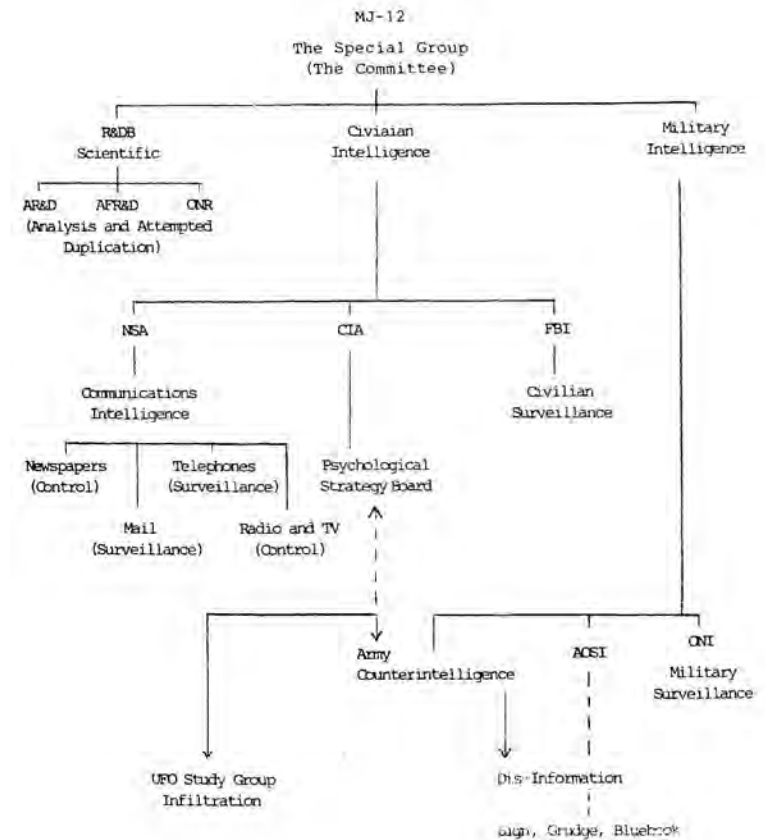 MJ-12
The Special Group
(The Committee)
R&DB
Scientific
Civiaian
Intelligence
Military
Intelligence
AR&D AFR&D ONR
(Analysis and Attempted
Duplication)
NSA CIA FBI
Communications
Intelligence
Civilian
Surveillance
Newspapers
(Control)
Telephones
(Surveillance)
Psychological
Strategy Board
Mail
(Surveillance)
Radio and TV
(Control)
Army
Counterintelligence
AOSI
ONI
Military
Surveillance
UFO Study Group
Infiltration
Dis-Information
Sign, Grudge, Bluebook